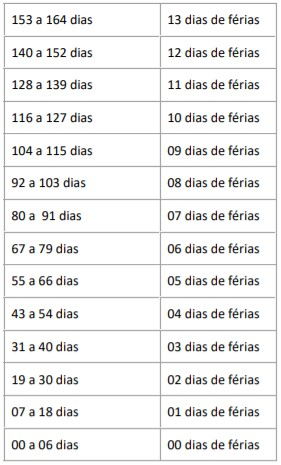 153 a 164 dias 13 dias de férias
140 a 152 dias 12 dias de férias
128 a 139 dias 11 dias de férias
116 a 127 dias 10 dias de férias
104 a 115 dias 09 dias de férias
92 a 103 dias 08 dias de férias
80 a  91 dias 07 dias de férias
67 a 79 dias 06 dias de férias
55 a 66 dias 05 dias de férias
43 a 54 dias 04 dias de férias
31 a 40 dias 03 dias de férias
19 a 30 dias 02 dias de férias
07 a 18 dias 01 dias de férias
00 a 06 dias 00 dias de férias